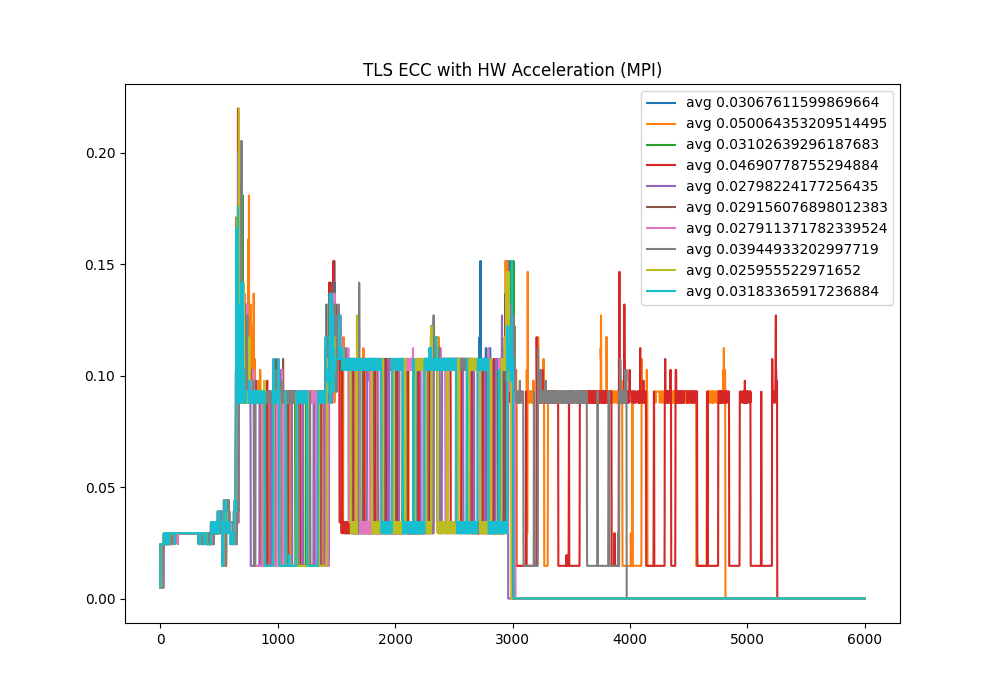 TLS ECC with HW Acceleration (MPI)
avg 0.03067611599869664
avg 0.050064353209514495
avg 0.03102639296187683
avg 0.04690778755294884
avg 0.02798224177256435
avg 0.029156076898012383
avg 0.027911371782339524
avg 0.03944933202997719
avg 0.025955522971652
avg 0.03183365917236884
0.20
0.15
0.10
0.05
0.00
0 1000 2000 3000 4000 5000 6000